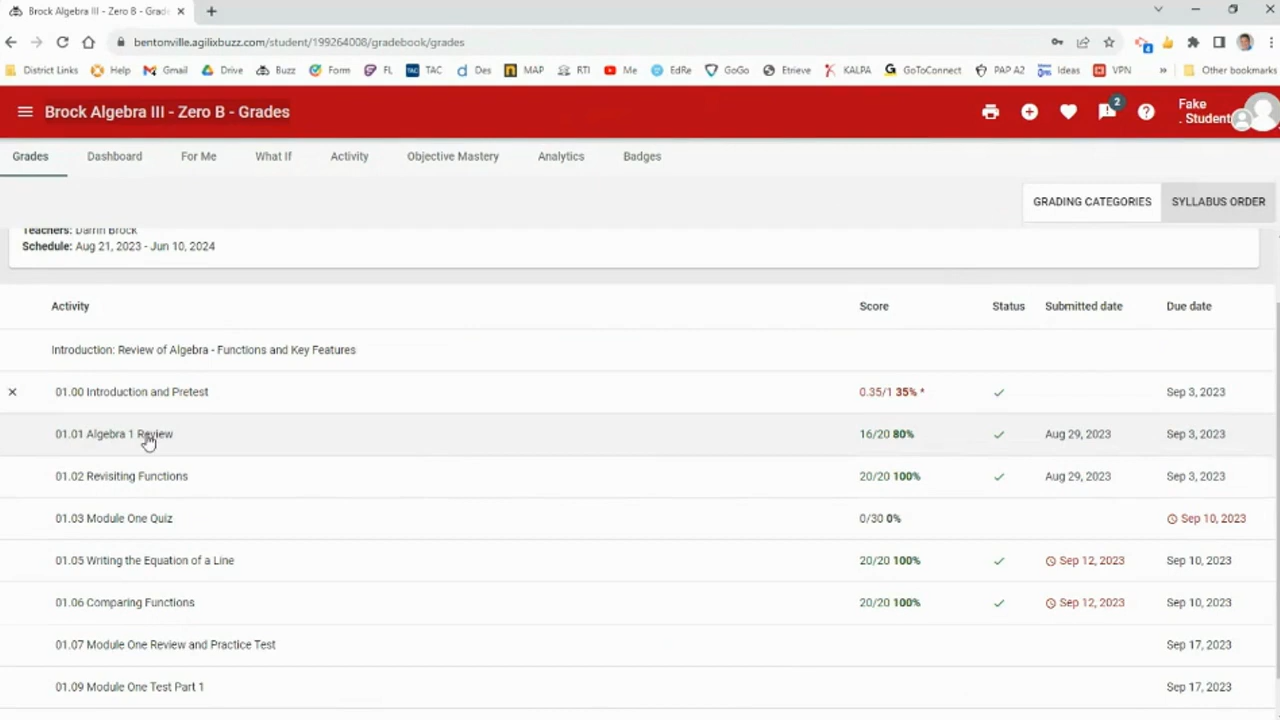 Brock Algebra III - Zero B - Grad
bentonville.agilixbuzz.com/student/199264008/gradebook/grades
District Links Help Gmail Drive Buzz Form FL TAC Des MAP RTI Me EdRe GoGo Etrieve KALPA GoToConnect PAP A2 Ideas VPN » Other bookmarks
Brock Algebra III - Zero B - Grades
2
Fake
. Student
Grades Dashboard For Me What If Activity Objective Mastery Analytics Badges
GRADING CATEGORIES SYLLABUS ORDER
Teachers: Darrin Brock
Schedule: Aug 21, 2023 - Jun 10, 2024
Activity Score Status Submitted date Due date
Introduction: Review of Algebra - Functions and Key Features
01.00 Introduction and Pretest 0.35/1 35% * Sep 3, 2023
01.01 Algebra 1 Review 16/20 80% Aug 29, 2023 Sep 3, 2023
01.02 Revisiting Functions 20/20 100% Aug 29, 2023 Sep 3, 2023
01.03 Module One Quiz 0/30 0% Sep 10, 2023
01.05 Writing the Equation of a Line 20/20 100% Sep 12, 2023 Sep 10, 2023
01.06 Comparing Functions 20/20 100% Sep 12, 2023 Sep 10, 2023
01.07 Module One Review and Practice Test Sep 17, 2023
01.09 Module One Test Part 1 Sep 17, 2023